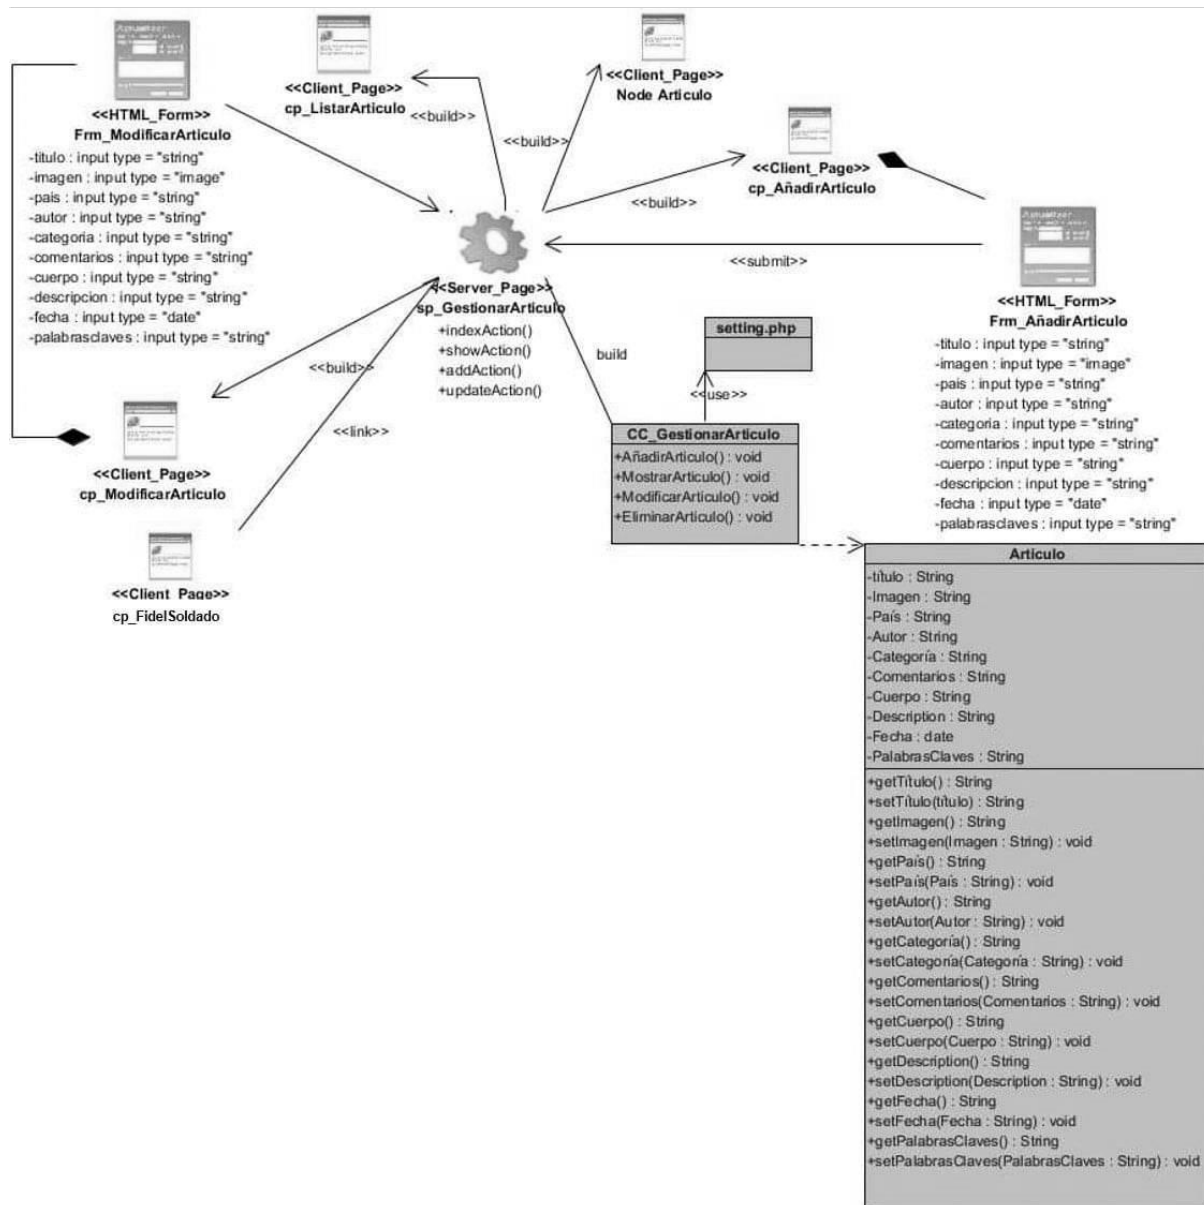 <<HTML_Form>>
Frm_ModificarArticulo
-titulo : input type = "string"
-imagen : input type = "image"
-pais : input type = "string"
-autor : input type = "string"
-categoria : input type = "string"
-comentarios : input type = "string"
-cuerpo : input type = "string"
-descripcion : input type = "string"
-fecha : input type = "date"
-palabrasclaves : input type = "string"
<<Client_Page>>
cp_ListarArticulo
<<build>>
<<Client_Page>>
Node Articulo
<<build>>
<<Client_Page>>
cp_AñadirArticulo
<<build>>
<<submit>>
<<Server_Page>>
sp_GestionarArticulo
+indexAction()
+showAction()
+addAction()
+updateAction()
<<HTML_Form>>
Frm_AñadirArticulo
-titulo : input type = "string"
-imagen : input type = "image"
-pais : input type = "string"
-autor : input type = "string"
-categoria : input type = "string"
-comentarios : input type = "string"
-cuerpo : input type = "string"
-descripcion : input type = "string"
-fecha : input type = "date"
-palabrasclaves : input type = "string"
<<build>>
<<link>>
build
setting.php
<<use>>
CC_GestionarArticulo
+AñadirArticulo() : void
+MostrarArticulo() : void
+ModificarArticulo() : void
+EliminarArticulo() : void
<<Client_Page>>
cp_ModificarArticulo
<<Client_Page>>
cp_FidelSoldado
Articulo
-título : String
-Imagen : String
-País : String
-Autor : String
-Categoría : String
-Comentarios : String
-Cuerpo : String
-Description : String
-Fecha : date
-PalabrasClaves : String
+getTítulo() : String
+setTítulo(título) : String
+getImagen() : String
+setImagen(Imagen : String) : void
+getPaís() : String
+setPaís(País : String) : void
+getAutor() : String
+setAutor(Autor : String) : void
+getCategoría() : String
+setCategoría(Categoría : String) : void
+getComentarios() : String
+setComentarios(Comentarios : String) : void
+getCuerpo() : String
+setCuerpo(Cuerpo : String) : void
+getDescription() : String
+setDescription(Description : String) : void
+getFecha() : String
+setFecha(Fecha : String) : void
+getPalabrasClaves() : String
+setPalabrasClaves(PalabrasClaves : String) : void